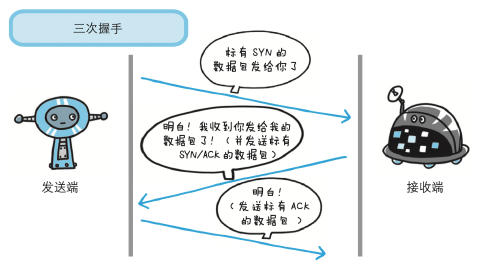 三次握手
标有 SYN 的
数据包发给你了
明白！我收到你发给我的
数据包了！（并发送标有
SYN/ACK 的数据包）
发送端
接收端
明白！
（发送标有 ACK
的数据包）